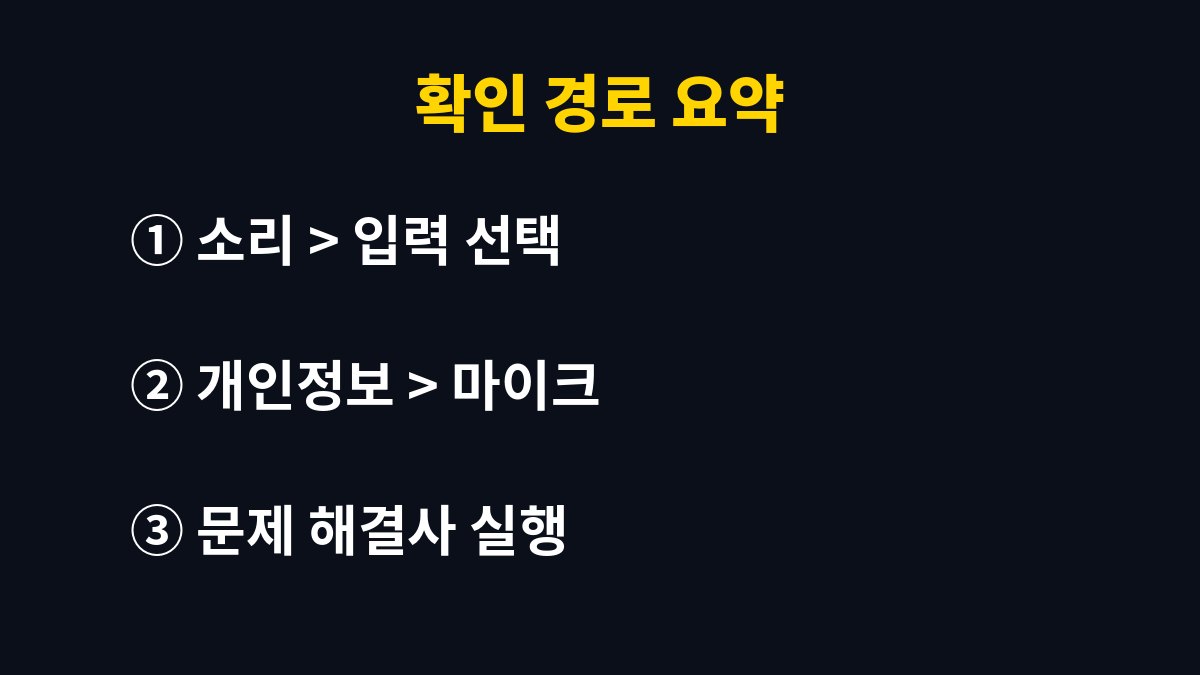 확인 경로 요약
① 소리 > 입력 선택
② 개인정보 > 마이크
③ 문제 해결사 실행